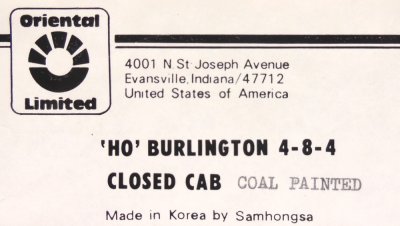 Oriental
Limited
4001 N St Joseph Avenue
Evansville, Indiana/47712
United States of America
'HO' BURLINGTON 4-8-4
CLOSED CAB COAL PAINTED
Made in Korea by Samhongsa